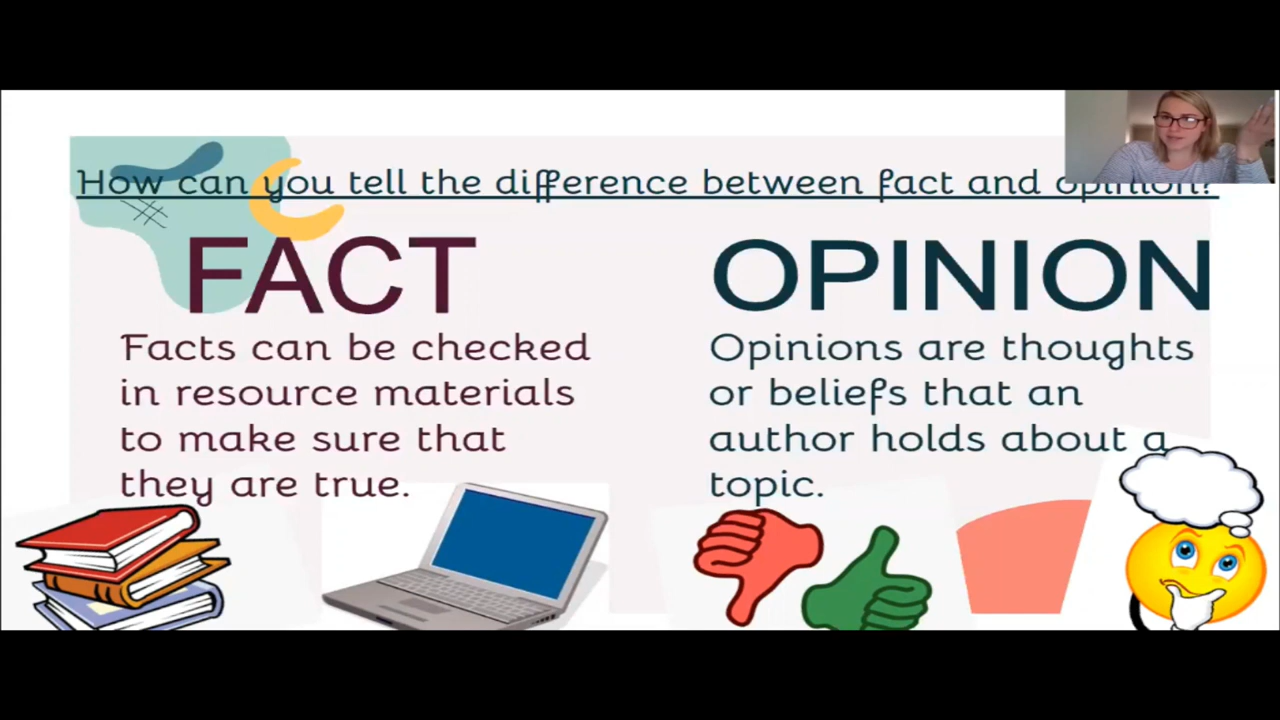 How can you tell the difference between fact and opinion?
FACT
Facts can be checked
in resource materials
to make sure that
they are true.
OPINION
Opinions are thoughts
or beliefs that an
author holds about a
topic.